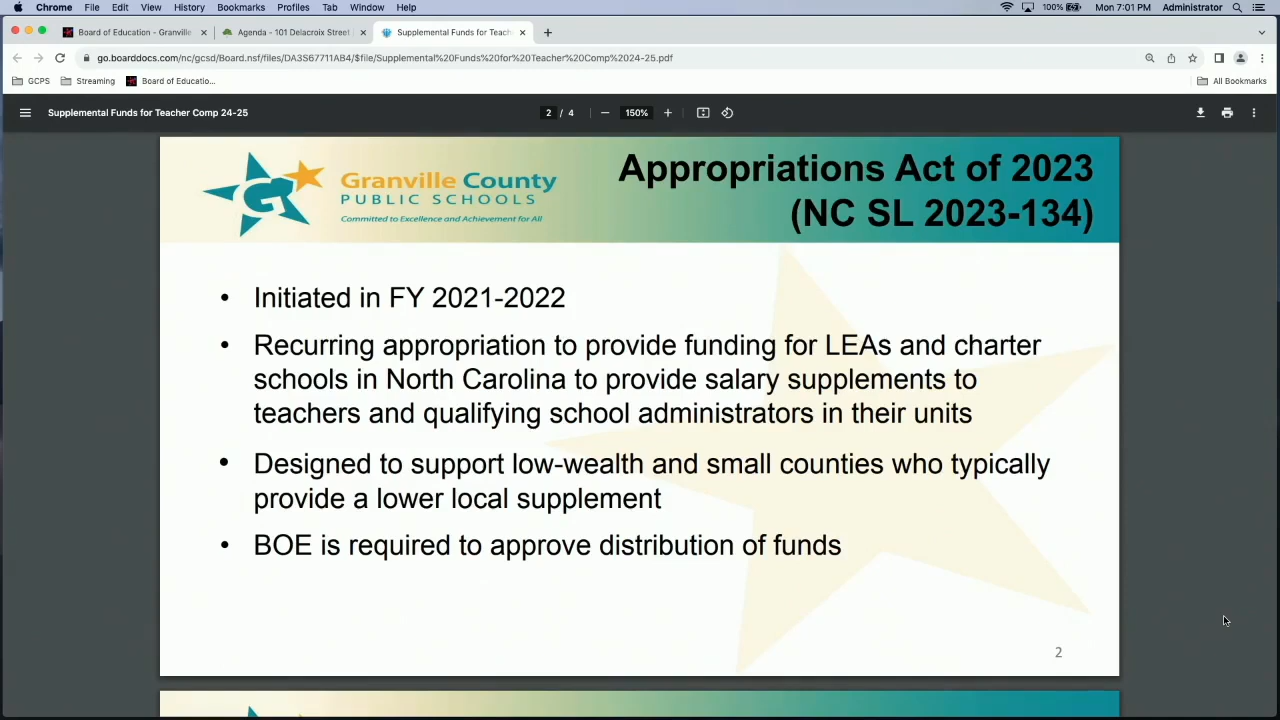 Chrome File Edit View History Bookmarks Profiles Tab Window Help 100% Mon 7:01 PM Administrator
Board of Education - Granville Agenda - 101 Delacroix Street Supplemental Funds for Teach
go.boarddocs.com/nc/gcsd/Board.nsf/files/DA3S67711AB4/$file/Supplemental%20Funds%20for%20Teacher%20Comp%2024-25.pdf
GCPS Streaming Board of Educatio... All Bookmarks
Supplemental Funds for Teacher Comp 24-25 2 / 4 150%
Granville County
PUBLIC SCHOOLS
Committed to Excellence and Achievement for All
Appropriations Act of 2023
(NC SL 2023-134)
• Initiated in FY 2021-2022
• Recurring appropriation to provide funding for LEAs and charter
schools in North Carolina to provide salary supplements to
teachers and qualifying school administrators in their units
• Designed to support low-wealth and small counties who typically
provide a lower local supplement
• BOE is required to approve distribution of funds
2